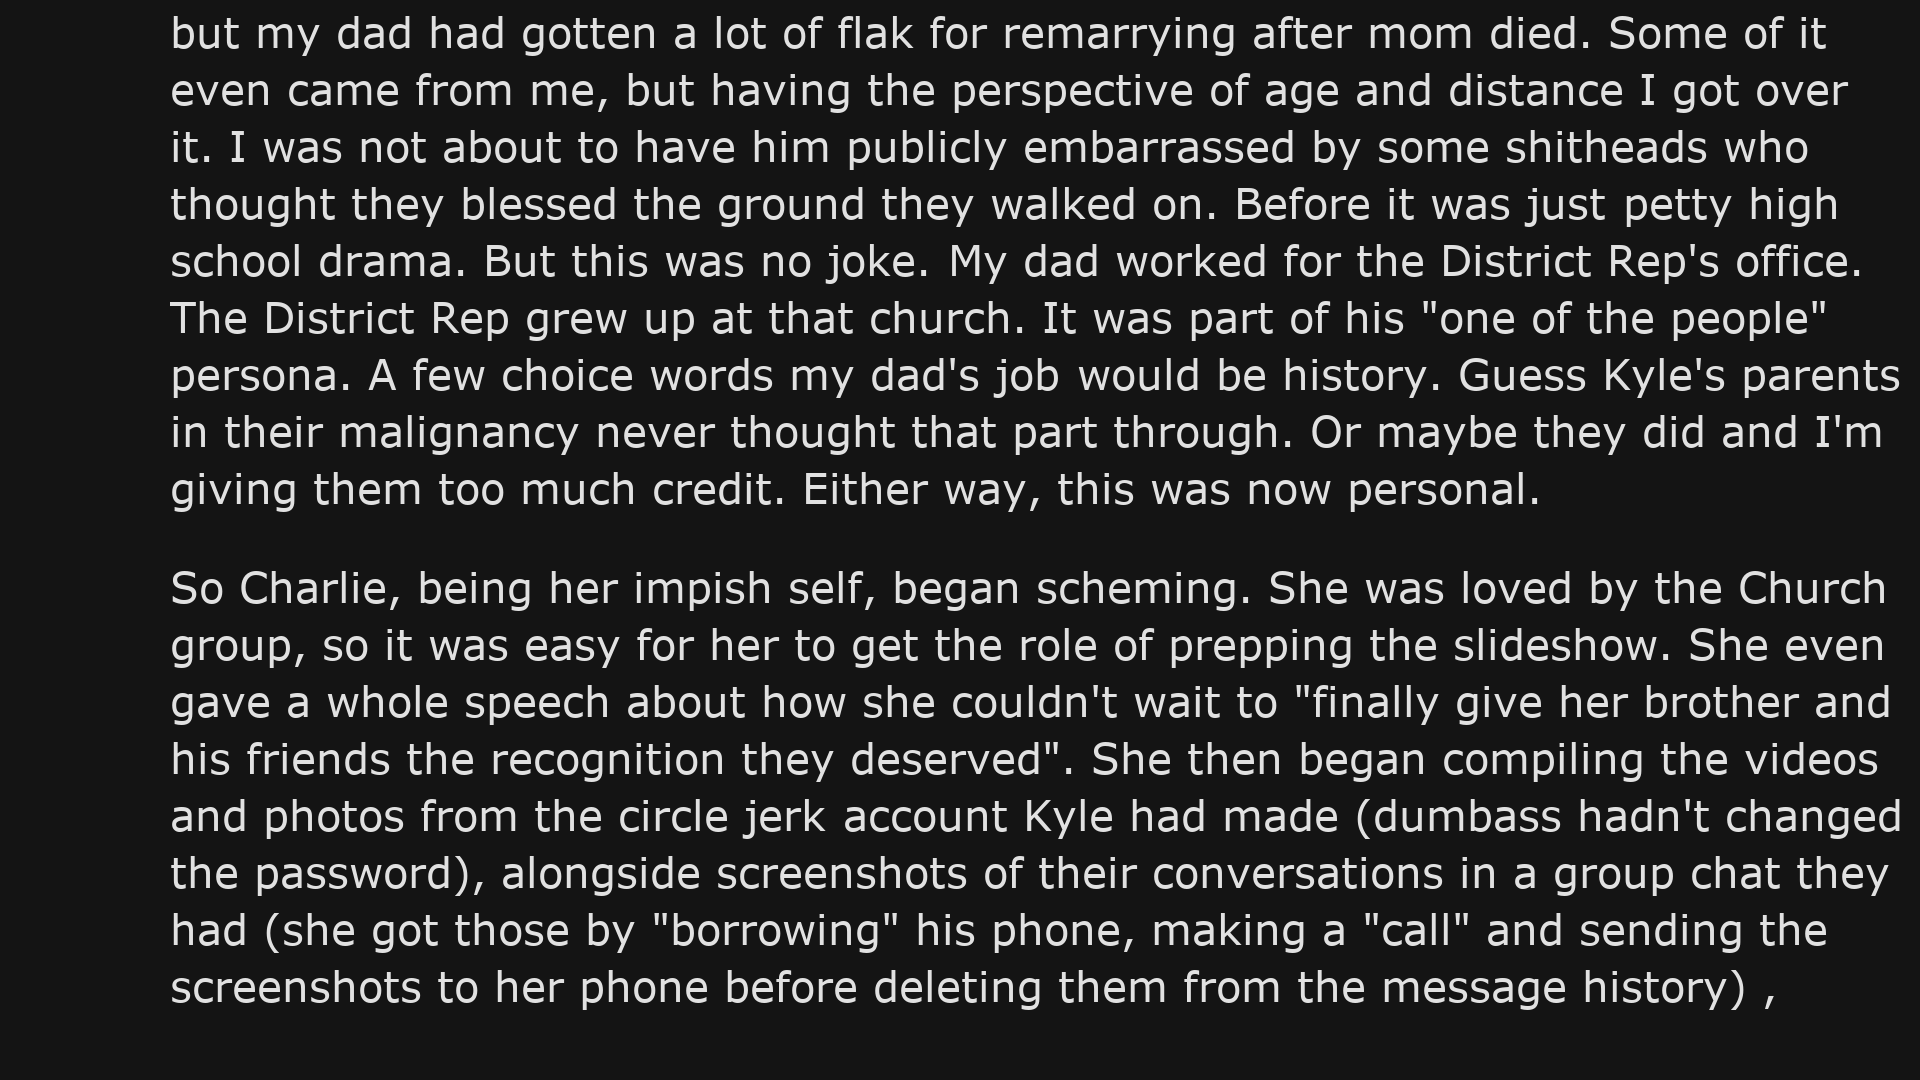 but my dad had gotten a lot of flak for remarrying after mom died. Some of it
even came from me, but having the perspective of age and distance I got over
it. I was not about to have him publicly embarrassed by some shitheads who
thought they blessed the ground they walked on. Before it was just petty high
school drama. But this was no joke. My dad worked for the District Rep's office.
The District Rep grew up at that church. It was part of his "one of the people"
persona. A few choice words my dad's job would be history. Guess Kyle's parents
in their malignancy never thought that part through. Or maybe they did and I'm
giving them too much credit. Either way, this was now personal.
So Charlie, being her impish self, began scheming. She was loved by the Church
group, so it was easy for her to get the role of prepping the slideshow. She even
gave a whole speech about how she couldn't wait to "finally give her brother and
his friends the recognition they deserved". She then began compiling the videos
and photos from the circle jerk account Kyle had made (dumbass hadn't changed
the password), alongside screenshots of their conversations in a group chat they
had (she got those by "borrowing" his phone, making a "call" and sending the
screenshots to her phone before deleting them from the message history) ,